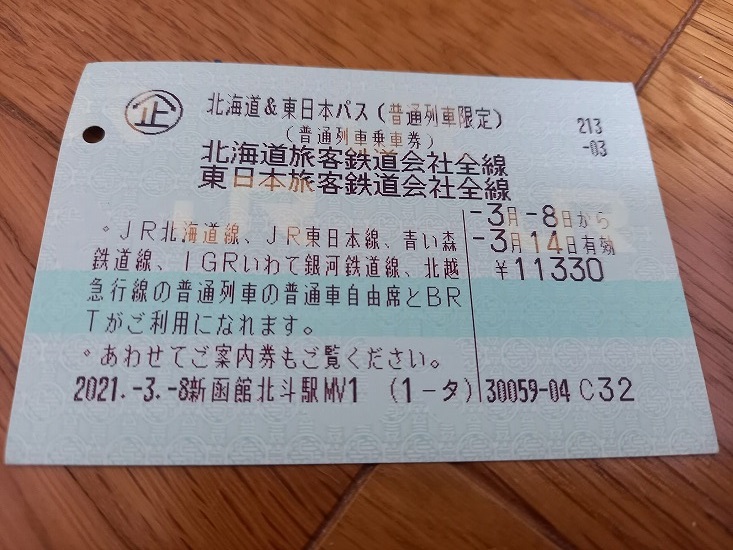 企 北海道&東日本パス(普通列車限定) 213
(普通列車乗車券) -03
北海道旅客鉄道会社全線
東日本旅客鉄道会社全線
-3月-8日から
。JR北海道線、JR東日本線、青い森 -3月14日有効
鉄道線、IGRいわて銀河鉄道線、北越 ¥11330
急行線の普通列車の普通車自由席とBR
Tがご利用になれます。
。あわせてご案内券もご覧ください。
2021.-3.-8新函館北斗駅MV1 (1-タ) 30059-04 C32